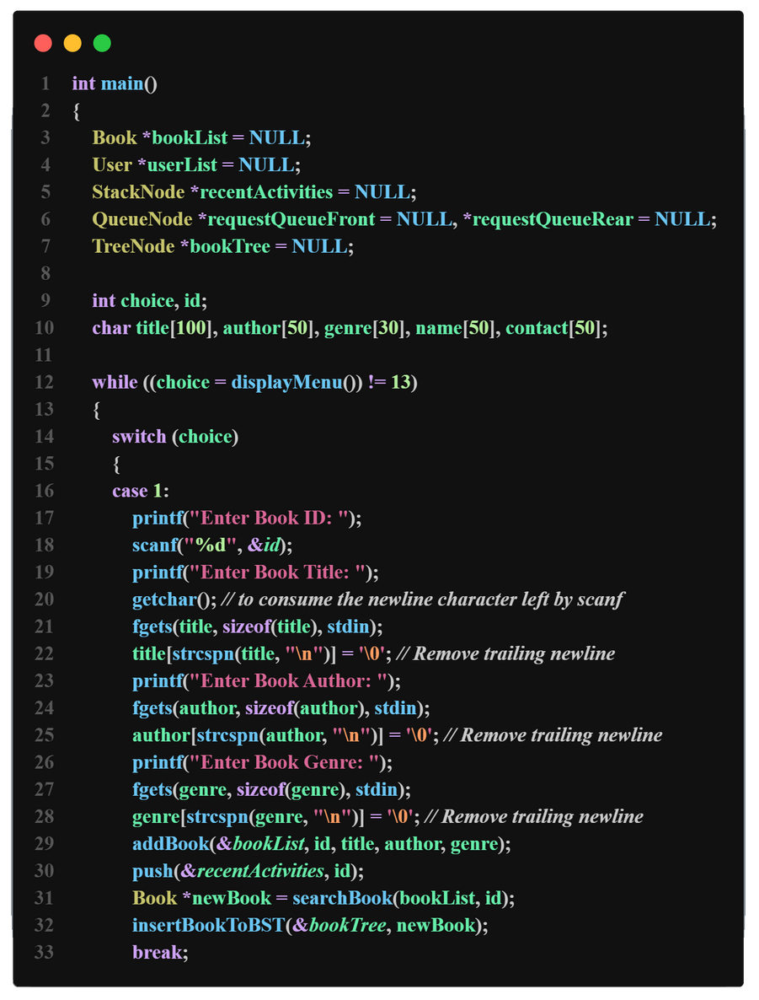 1 int main()
2 {
3 Book *bookList = NULL;
4 User *userList = NULL;
5 StackNode *recentActivities = NULL;
6 QueueNode *requestQueueFront = NULL, *requestQueueRear = NULL;
7 TreeNode *bookTree = NULL;
8
9 int choice, id;
10 char title[100], author[50], genre[30], name[50], contact[50];
11
12 while ((choice = displayMenu()) != 13)
13 {
14 switch (choice)
15 {
16 case 1:
17 printf("Enter Book ID: ");
18 scanf("%d", &id);
19 printf("Enter Book Title: ");
20 getchar(); // to consume the newline character left by scanf
21 fgets(title, sizeof(title), stdin);
22 title[strcspn(title, "\n")] = '\0'; // Remove trailing newline
23 printf("Enter Book Author: ");
24 fgets(author, sizeof(author), stdin);
25 author[strcspn(author, "\n")] = '\0'; // Remove trailing newline
26 printf("Enter Book Genre: ");
27 fgets(genre, sizeof(genre), stdin);
28 genre[strcspn(genre, "\n")] = '\0'; // Remove trailing newline
29 addBook(&bookList, id, title, author, genre);
30 push(&recentActivities, id);
31 Book *newBook = searchBook(bookList, id);
32 insertBookToBST(&bookTree, newBook);
33 break;